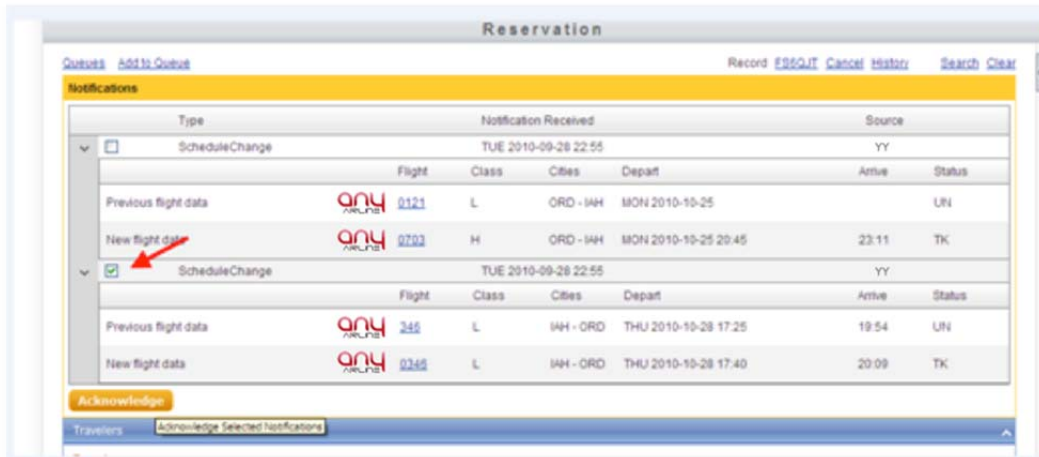 Reservation
Queues Add to Queue Record FS6QJT Cancel History Search Clear
Notifications
Type Notification Received Source
ScheduleChange TUE 2010-09-28 22:55 YY
Flight Class Cities Depart Arrive Status
Previous flight data any AIRLINE 0121 L ORD - IAH MON 2010-10-25 UN
New flight data any AIRLINE 0703 H ORD - IAH MON 2010-10-25 20:45 23:11 TK
ScheduleChange TUE 2010-09-28 22:55 YY
Flight Class Cities Depart Arrive Status
Previous flight data any AIRLINE 346 L IAH - ORD THU 2010-10-28 17:25 19:54 UN
New flight data any AIRLINE 0346 L IAH - ORD THU 2010-10-28 17:40 20:09 TK
Acknowledge
Travelers Acknowledge Selected Notifications